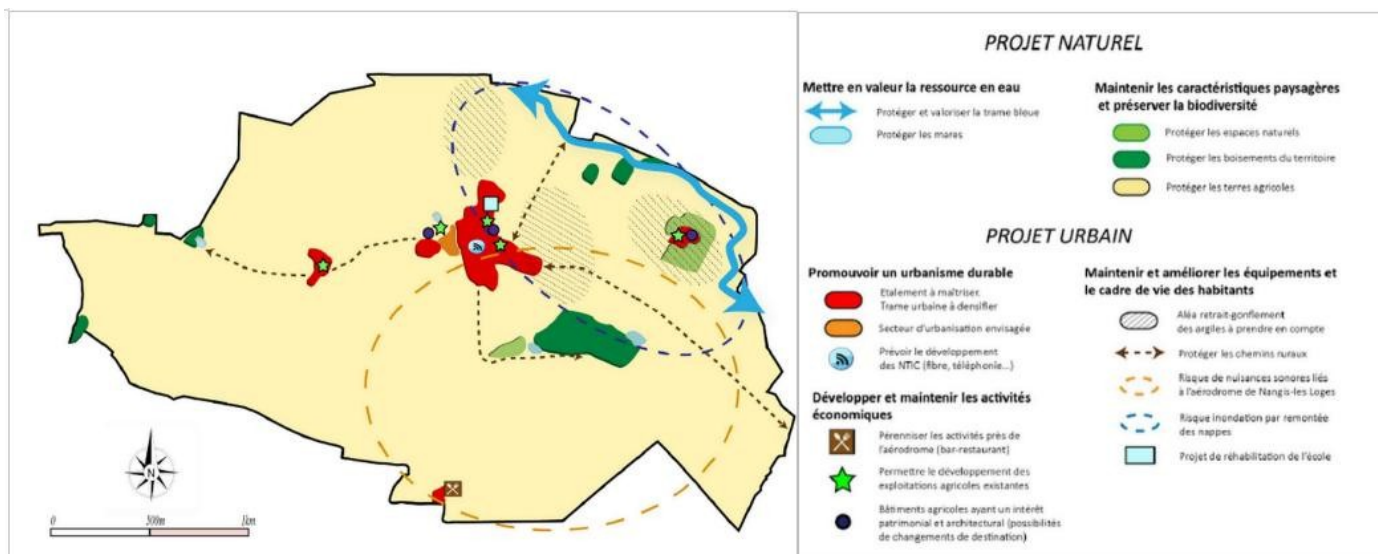 N
0
500m
1km
PROJET NATUREL
Mettre en valeur la ressource en eau
Protéger et valoriser la trame bleue
Protéger les mares
Maintenir les caractéristiques paysagères
et préserver la biodiversité
Protéger les espaces naturels
Protéger les boisements du territoire
Protéger les terres agricoles
PROJET URBAIN
Promouvoir un urbanisme durable
Etalement à maîtriser.
Trame urbaine à densifier
Secteur d'urbanisation envisagée
Prévoir le développement
des NTiC (fibre, téléphonie...)
Développer et maintenir les activités
économiques
Pérenniser les activités près de
l'aérodrome (bar-restaurant)
Permettre le développement des
exploitations agricoles existantes
Bâtiments agricoles ayant un intérêt
patrimonial et architectural (possibilités
de changements de destination)
Maintenir et améliorer les équipements et
le cadre de vie des habitants
Aléa retrait-gonflement
des argiles à prendre en compte
Protéger les chemins ruraux
Risque de nuisances sonores liés
à l'aérodrome de Nangis-les Loges
Risque inondation par remontée
des nappes
Projet de réhabilitation de l'école